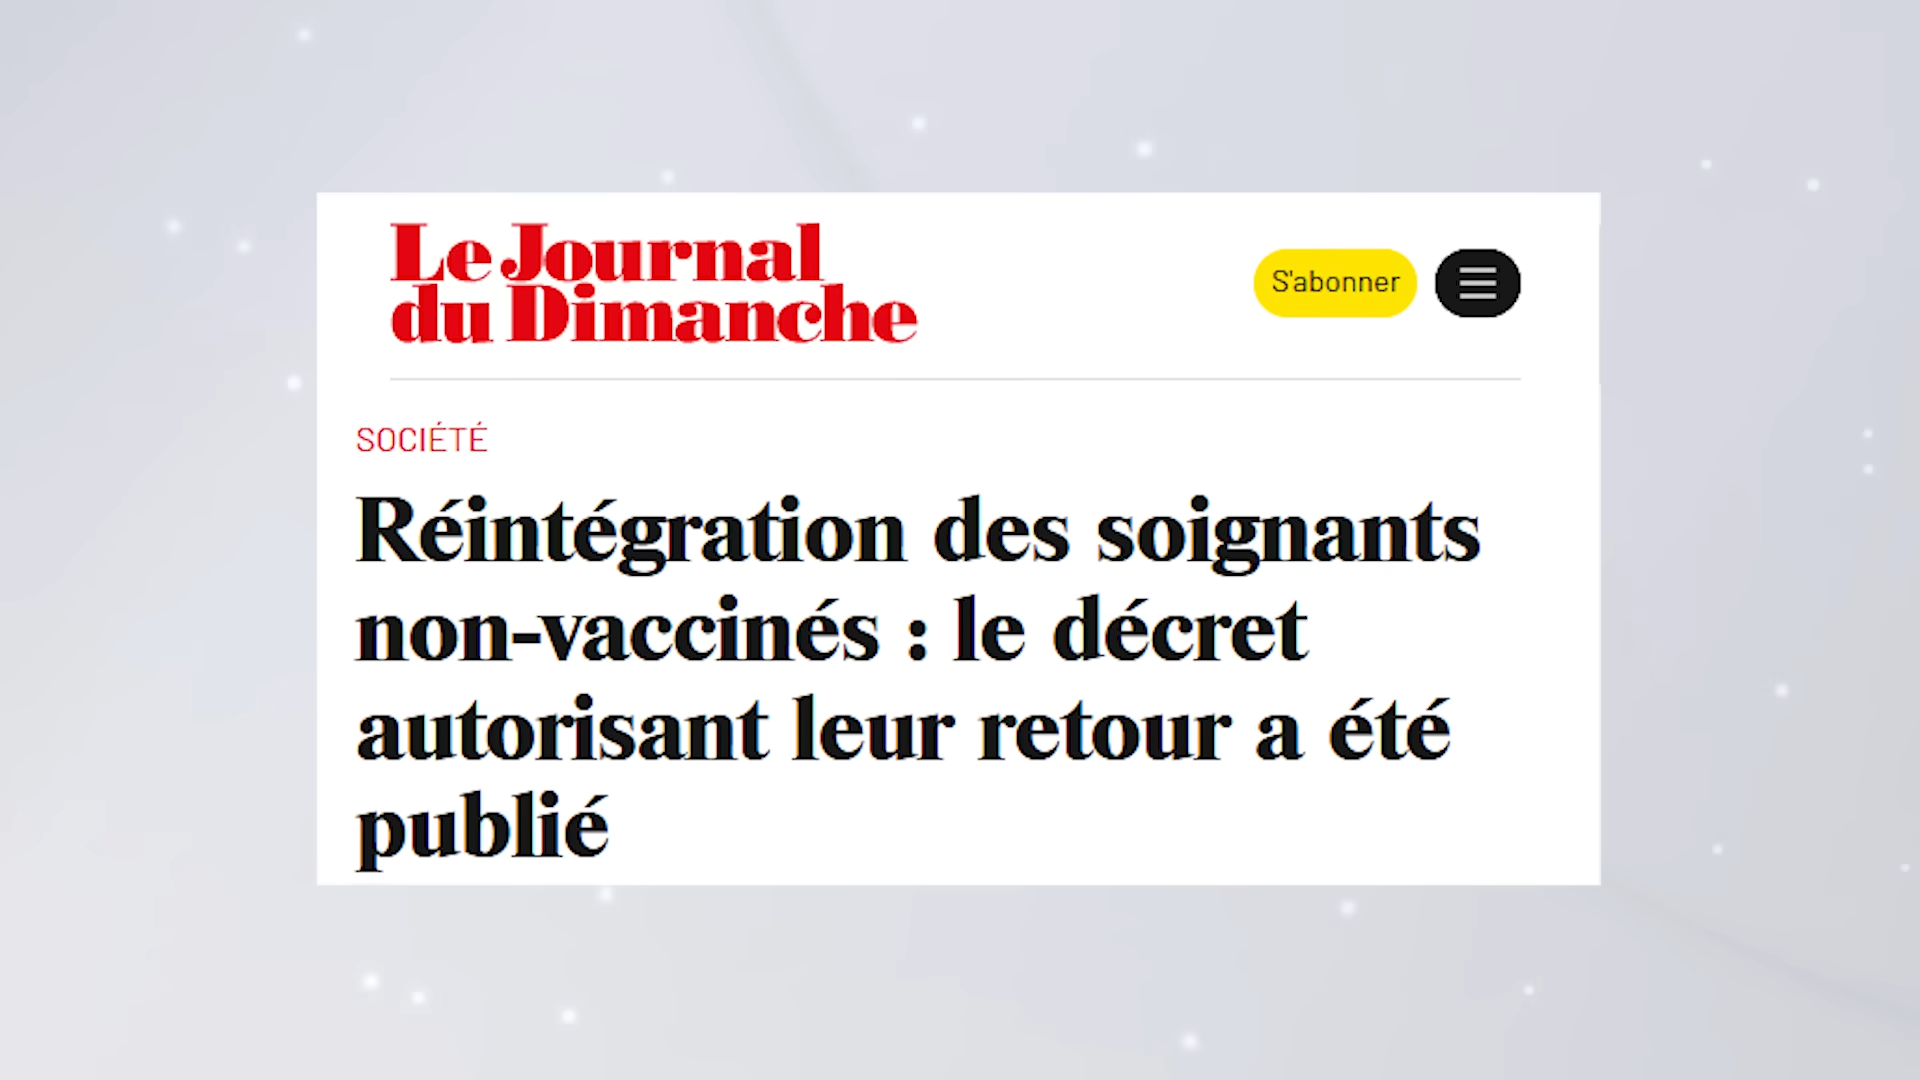 Le Journal
du Dimanche
S'abonner
SOCIÉTÉ
Réintégration des soignants
non-vaccinés : le décret
autorisant leur retour a été
publié